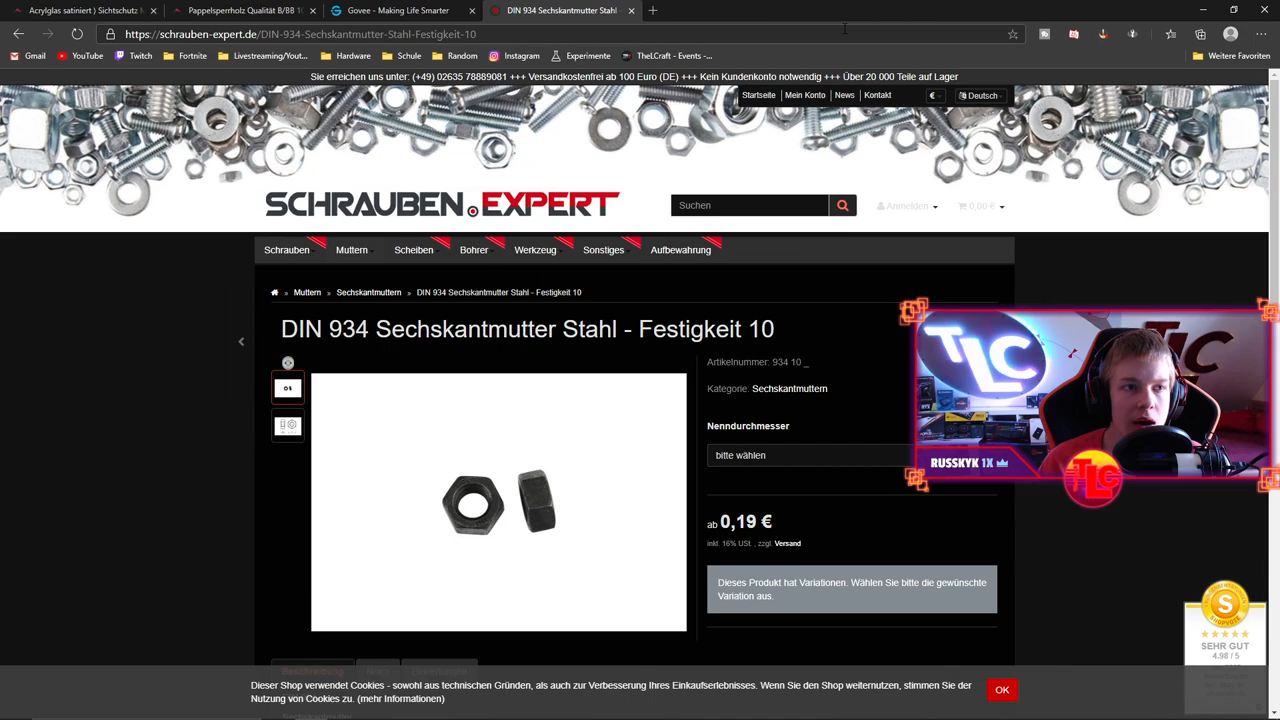 Acrylglas satiniert ) Sichtschutz M
Pappelsperrholz Qualität B/BB 10
Govee - Making Life Smarter
DIN 934 Sechskantmutter Stahl -
https://schrauben-expert.de/DIN-934-Sechskantmutter-Stahl-Festigkeit-10
Gmail
YouTube
Twitch
Fortnite
Livestreaming/Yout...
Hardware
Schule
Random
Instagram
Experimente
TheLCraft - Events -...
Weitere Favoriten
Sie erreichen uns unter: (+49) 02635 78889081 +++ Versandkostenfrei ab 100 Euro (DE) +++ Kein Kundenkonto notwendig +++ Über 20 000 Teile auf Lager
Startseite Mein Konto News Kontakt € Deutsch
SCHRAUBEN.EXPERT
Suchen
Anmelden
0,00 €
Schrauben Muttern Scheiben Bohrer Werkzeug Sonstiges Aufbewahrung
» Muttern » Sechskantmuttern » DIN 934 Sechskantmutter Stahl - Festigkeit 10
DIN 934 Sechskantmutter Stahl - Festigkeit 10
Artikelnummer: 934 10 _
Kategorie: Sechskantmuttern
Nenndurchmesser
bitte wählen
ab 0,19 €
inkl. 16% USt. , zzgl. Versand
Dieses Produkt hat Variationen. Wählen Sie bitte die gewünschte
Variation aus.
TLC
TLC
RUSSKYK 1X
TLC
S
SHOPVOTE
SEHR GUT
4.98 / 5
Beschreibung
Dieser Shop verwendet Cookies - sowohl aus technischen Gründen, als auch zur Verbesserung Ihres Einkaufserlebnisses. Wenn Sie den Shop weiternutzen, stimmen Sie der
Nutzung von Cookies zu. (mehr Informationen)
OK